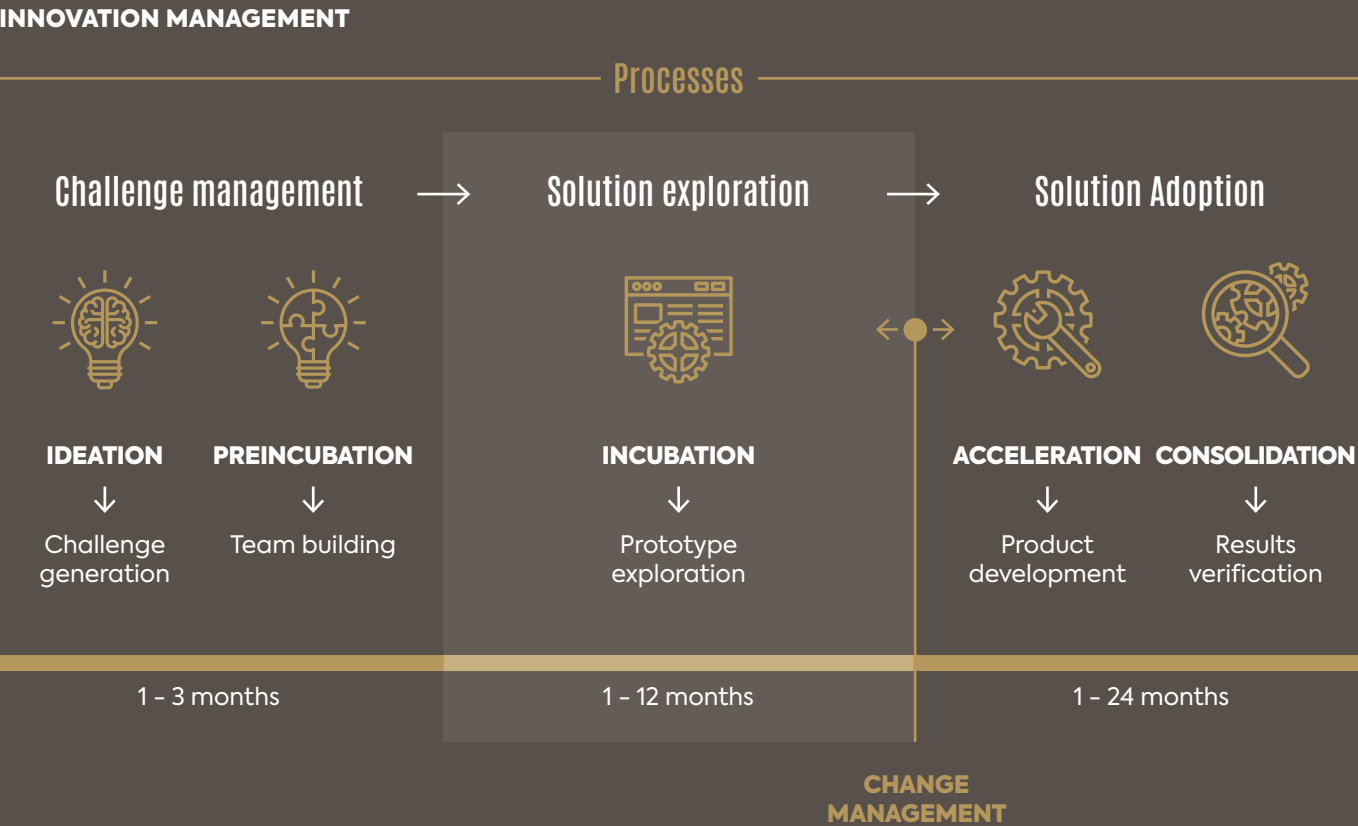 INNOVATION MANAGEMENT
Processes
Challenge management
Solution exploration
Solution Adoption
IDEATION
Challenge
generation
PREINCUBATION
Team building
INCUBATION
Prototype
exploration
ACCELERATION
Product
development
CONSOLIDATION
Results
verification
1 - 3 months
1 - 12 months
1 - 24 months
CHANGE
MANAGEMENT